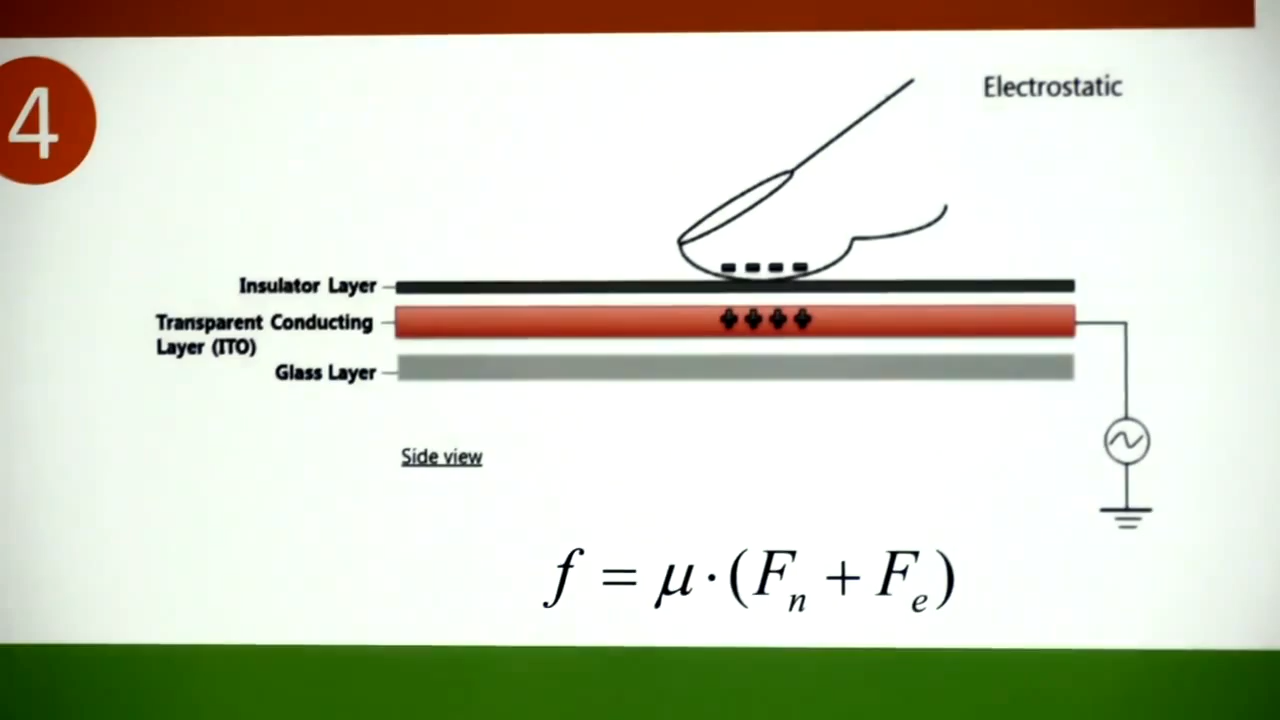 4
Electrostatic
Insulator Layer
Transparent Conducting
Layer (ITO)
Glass Layer
Side view
f = μ·(Fₙ + Fₑ)